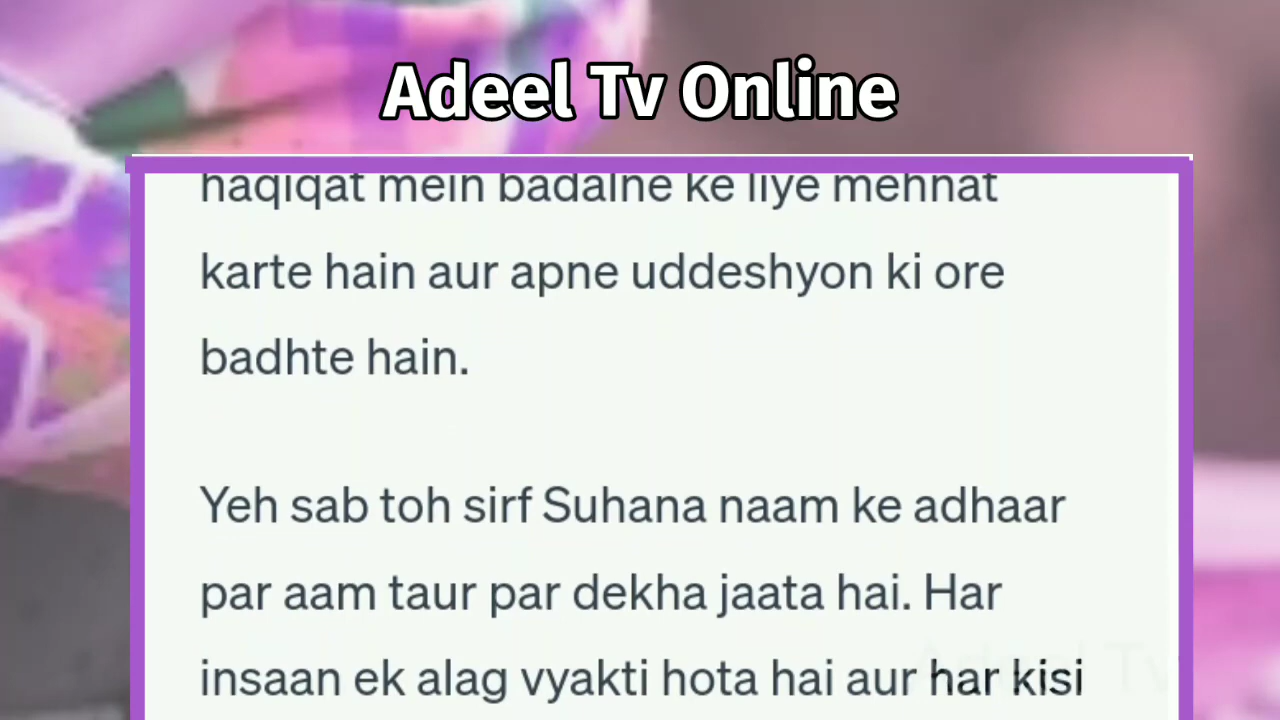 Adeel Tv Online
haqiqat mein badalne ke liye mehnat
karte hain aur apne uddeshyon ki ore
badhte hain.
Yeh sab toh sirf Suhana naam ke adhaar
par aam taur par dekha jaata hai. Har
insaan ek alag vyakti hota hai aur har kisi
Adeel Tv